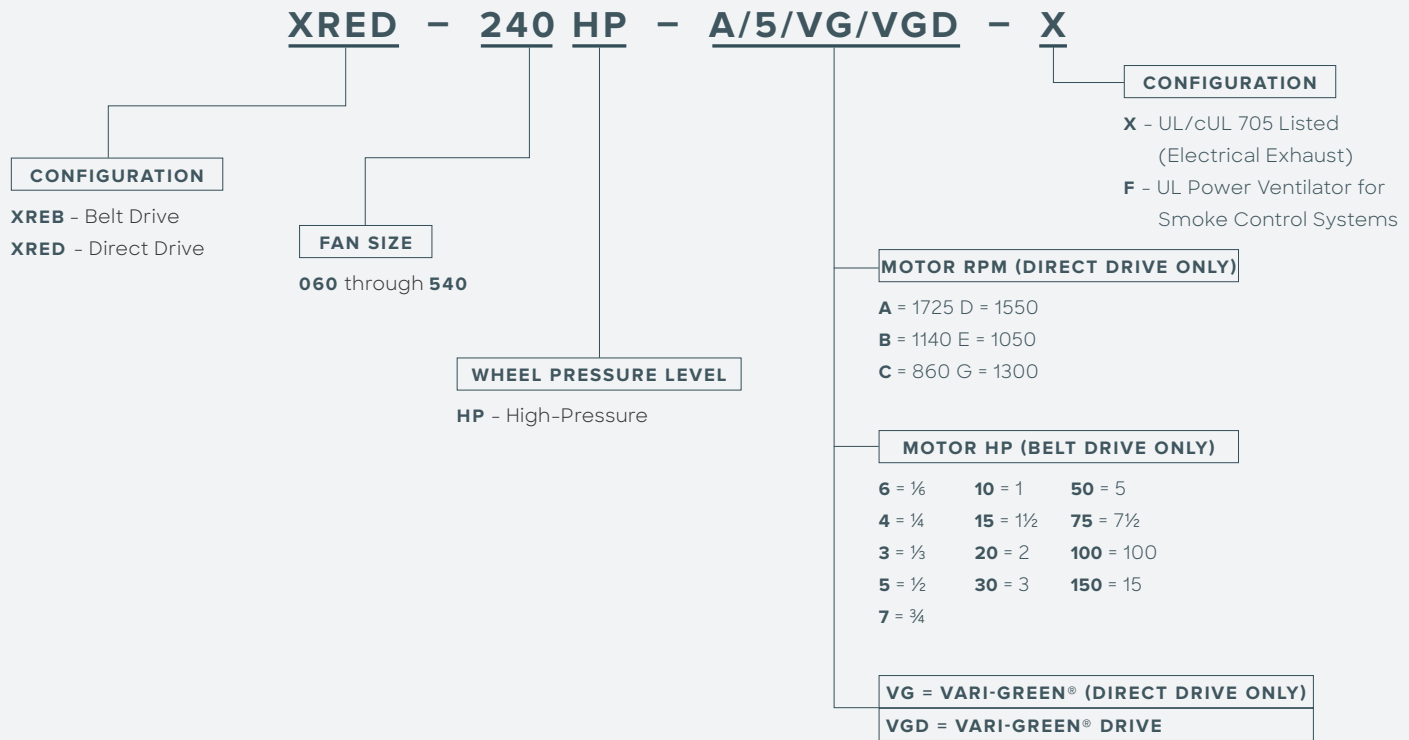 XRED – 240 HP – A/5/VG/VGD – X
CONFIGURATION
XREB – Belt Drive
XRED – Direct Drive
FAN SIZE
060 through 540
WHEEL PRESSURE LEVEL
HP – High-Pressure
CONFIGURATION
X – UL/cUL 705 Listed
(Electrical Exhaust)
F – UL Power Ventilator for
Smoke Control Systems
MOTOR RPM (DIRECT DRIVE ONLY)
A = 1725 D = 1550
B = 1140 E = 1050
C = 860 G = 1300
MOTOR HP (BELT DRIVE ONLY)
6 = ⅙ 10 = 1 50 = 5
4 = ¼ 15 = 1½ 75 = 7½
3 = ⅓ 20 = 2 100 = 100
5 = ½ 30 = 3 150 = 15
7 = ¾
VG = VARI-GREEN® (DIRECT DRIVE ONLY)
VGD = VARI-GREEN® DRIVE